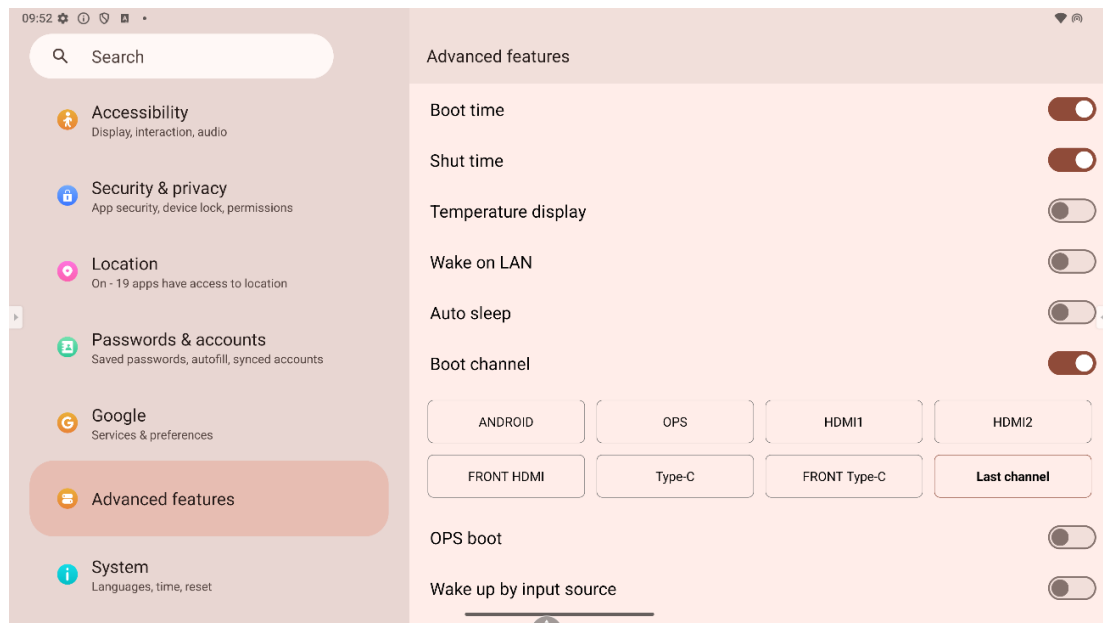 09:52
Search
Accessibility
Display, interaction, audio
Security & privacy
App security, device lock, permissions
Location
On - 19 apps have access to location
Passwords & accounts
Saved passwords, autofill, synced accounts
Google
Services & preferences
Advanced features
System
Languages, time, reset
Advanced features
Boot time
Shut time
Temperature display
Wake on LAN
Auto sleep
Boot channel
ANDROID
OPS
HDMI1
HDMI2
FRONT HDMI
Type-C
FRONT Type-C
Last channel
OPS boot
Wake up by input source